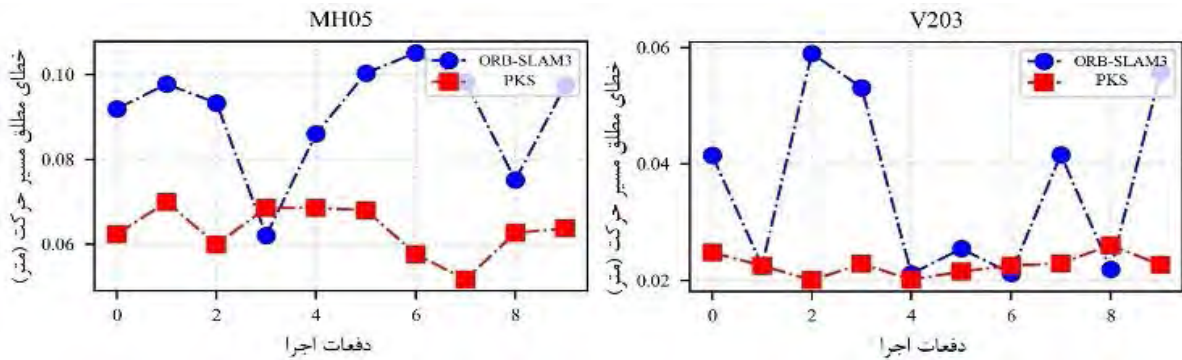 MH05
خطای مطلق مسیر حرکت (متر)
0.10
0.08
0.06
ORB-SLAM3
PKS
0 2 4 6 8
دفعات اجرا
V203
خطای مطلق مسیر حرکت (متر)
0.06
0.04
0.02
ORB-SLAM3
PKS
0 2 4 6 8
دفعات اجرا